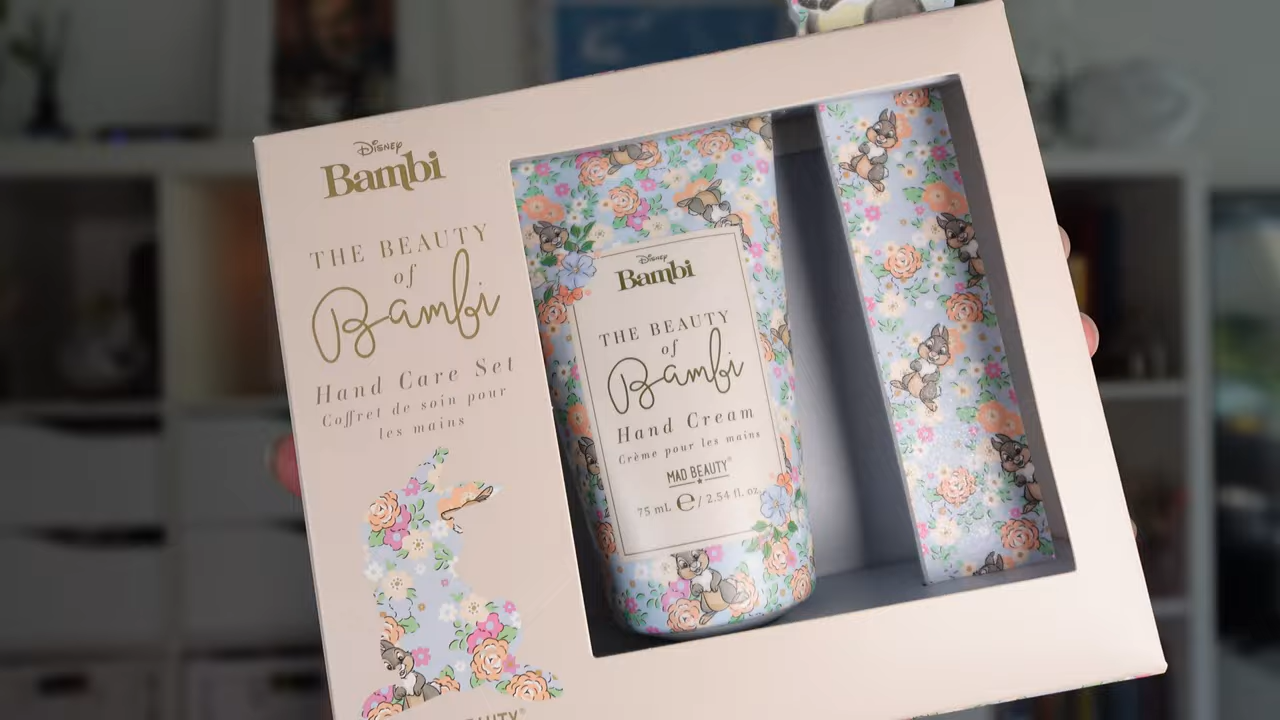 Disney
Bambi
THE BEAUTY
of
Bambi
Hand Care Set
Coffret de soin pour
les mains
BEAUTY®
Disney
Bambi
THE BEAUTY
of
Bambi
Hand Cream
Crème pour les mains
MAD BEAUTY®
75 mL ℮/ 2.54 fl. oz.